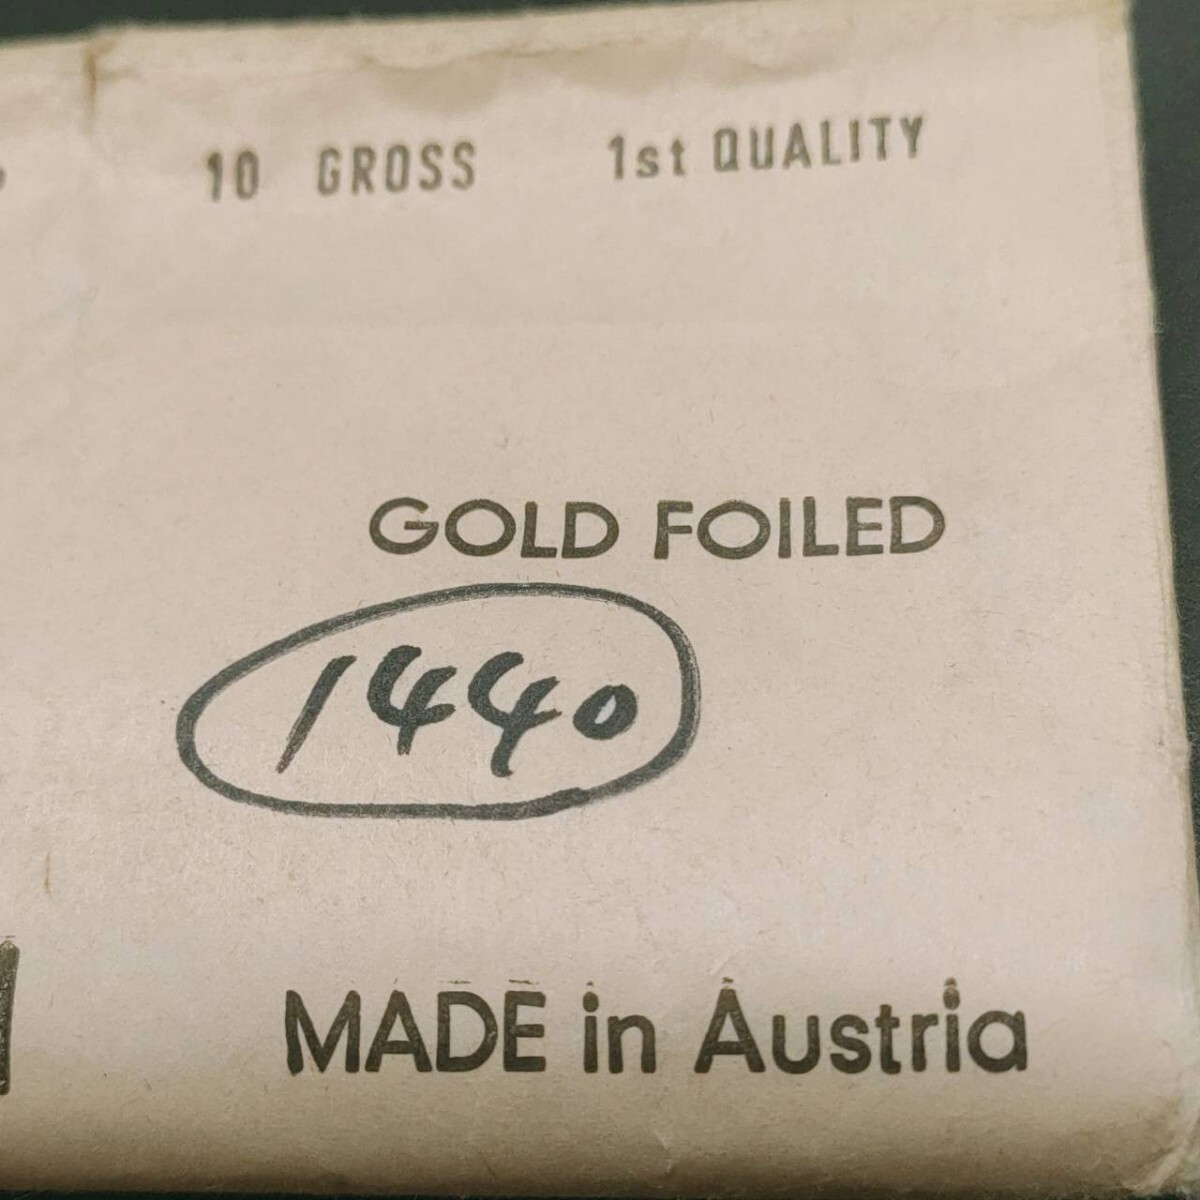 10 GROSS 1st QUALITY
GOLD FOILED
1440
MADE in Austria